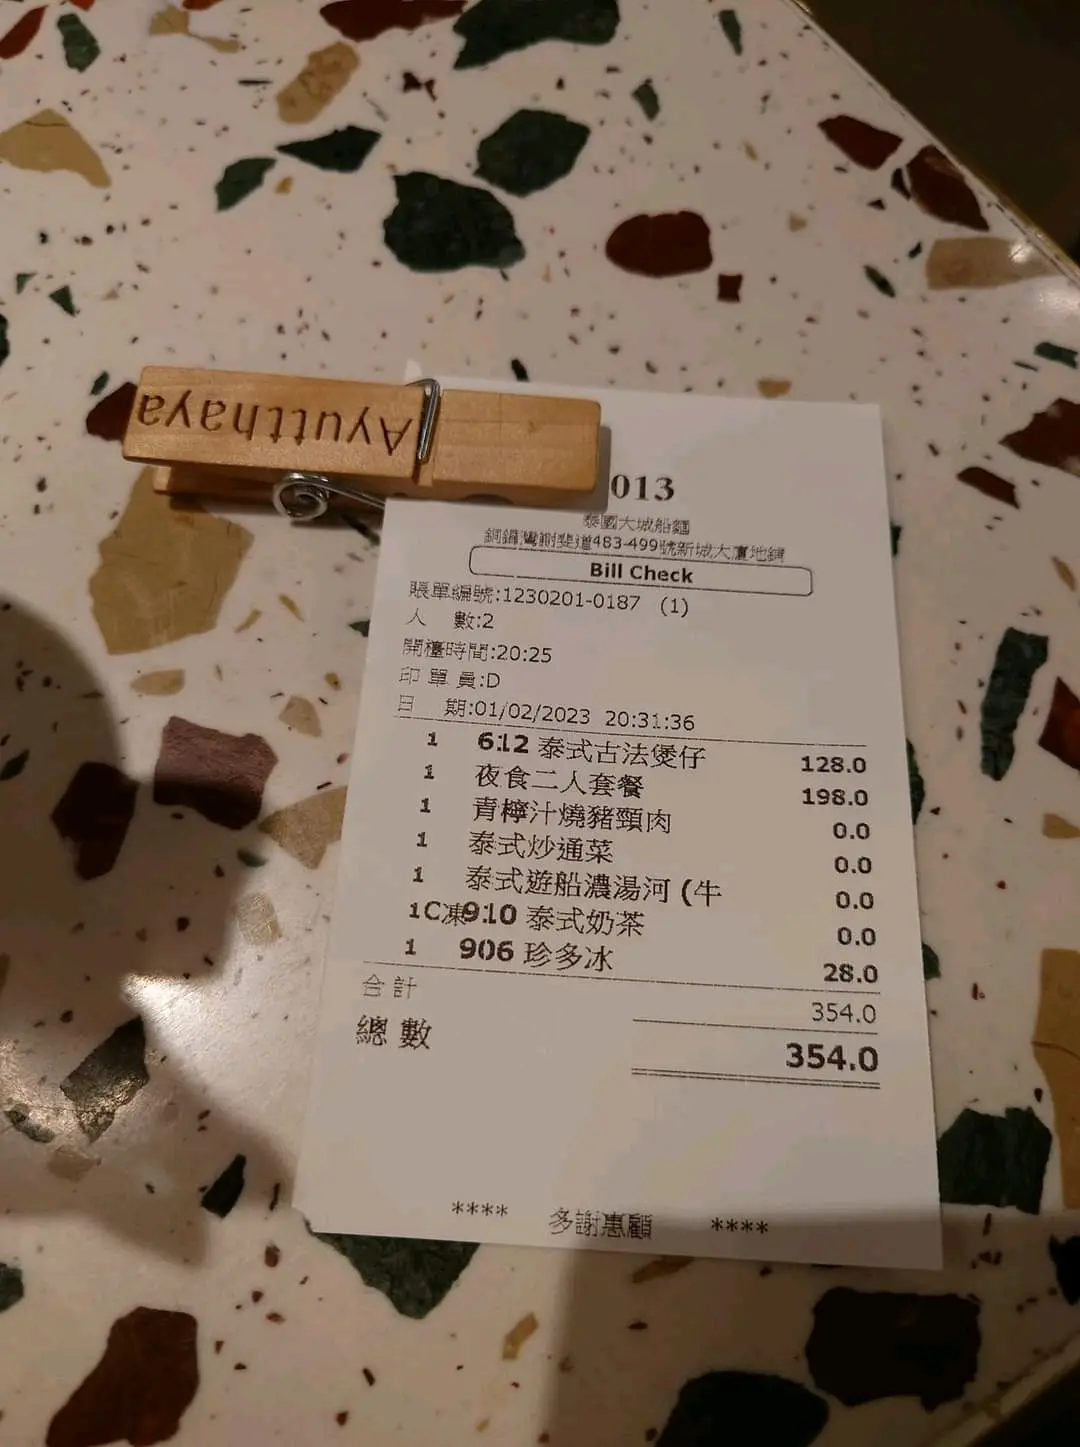 Ayutthaya
013
泰國大城船麵
銅鑼灣謝斐道483-499號新城大廈地鋪
Bill Check
賬單編號:1230201-0187 (1)
人 數:2
開檯時間:20:25
印單員:D
日 期:01/02/2023 20:31:36
1 612 泰式古法煲仔 128.0
1 夜食二人套餐 198.0
1 青檸汁燒豬頸肉 0.0
1 泰式炒通菜 0.0
1 泰式遊船濃湯河 (牛 0.0
1C凍910 泰式奶茶 0.0
1 906 珍多冰 28.0
合計 354.0
總數 354.0
**** 多謝惠顧 ****